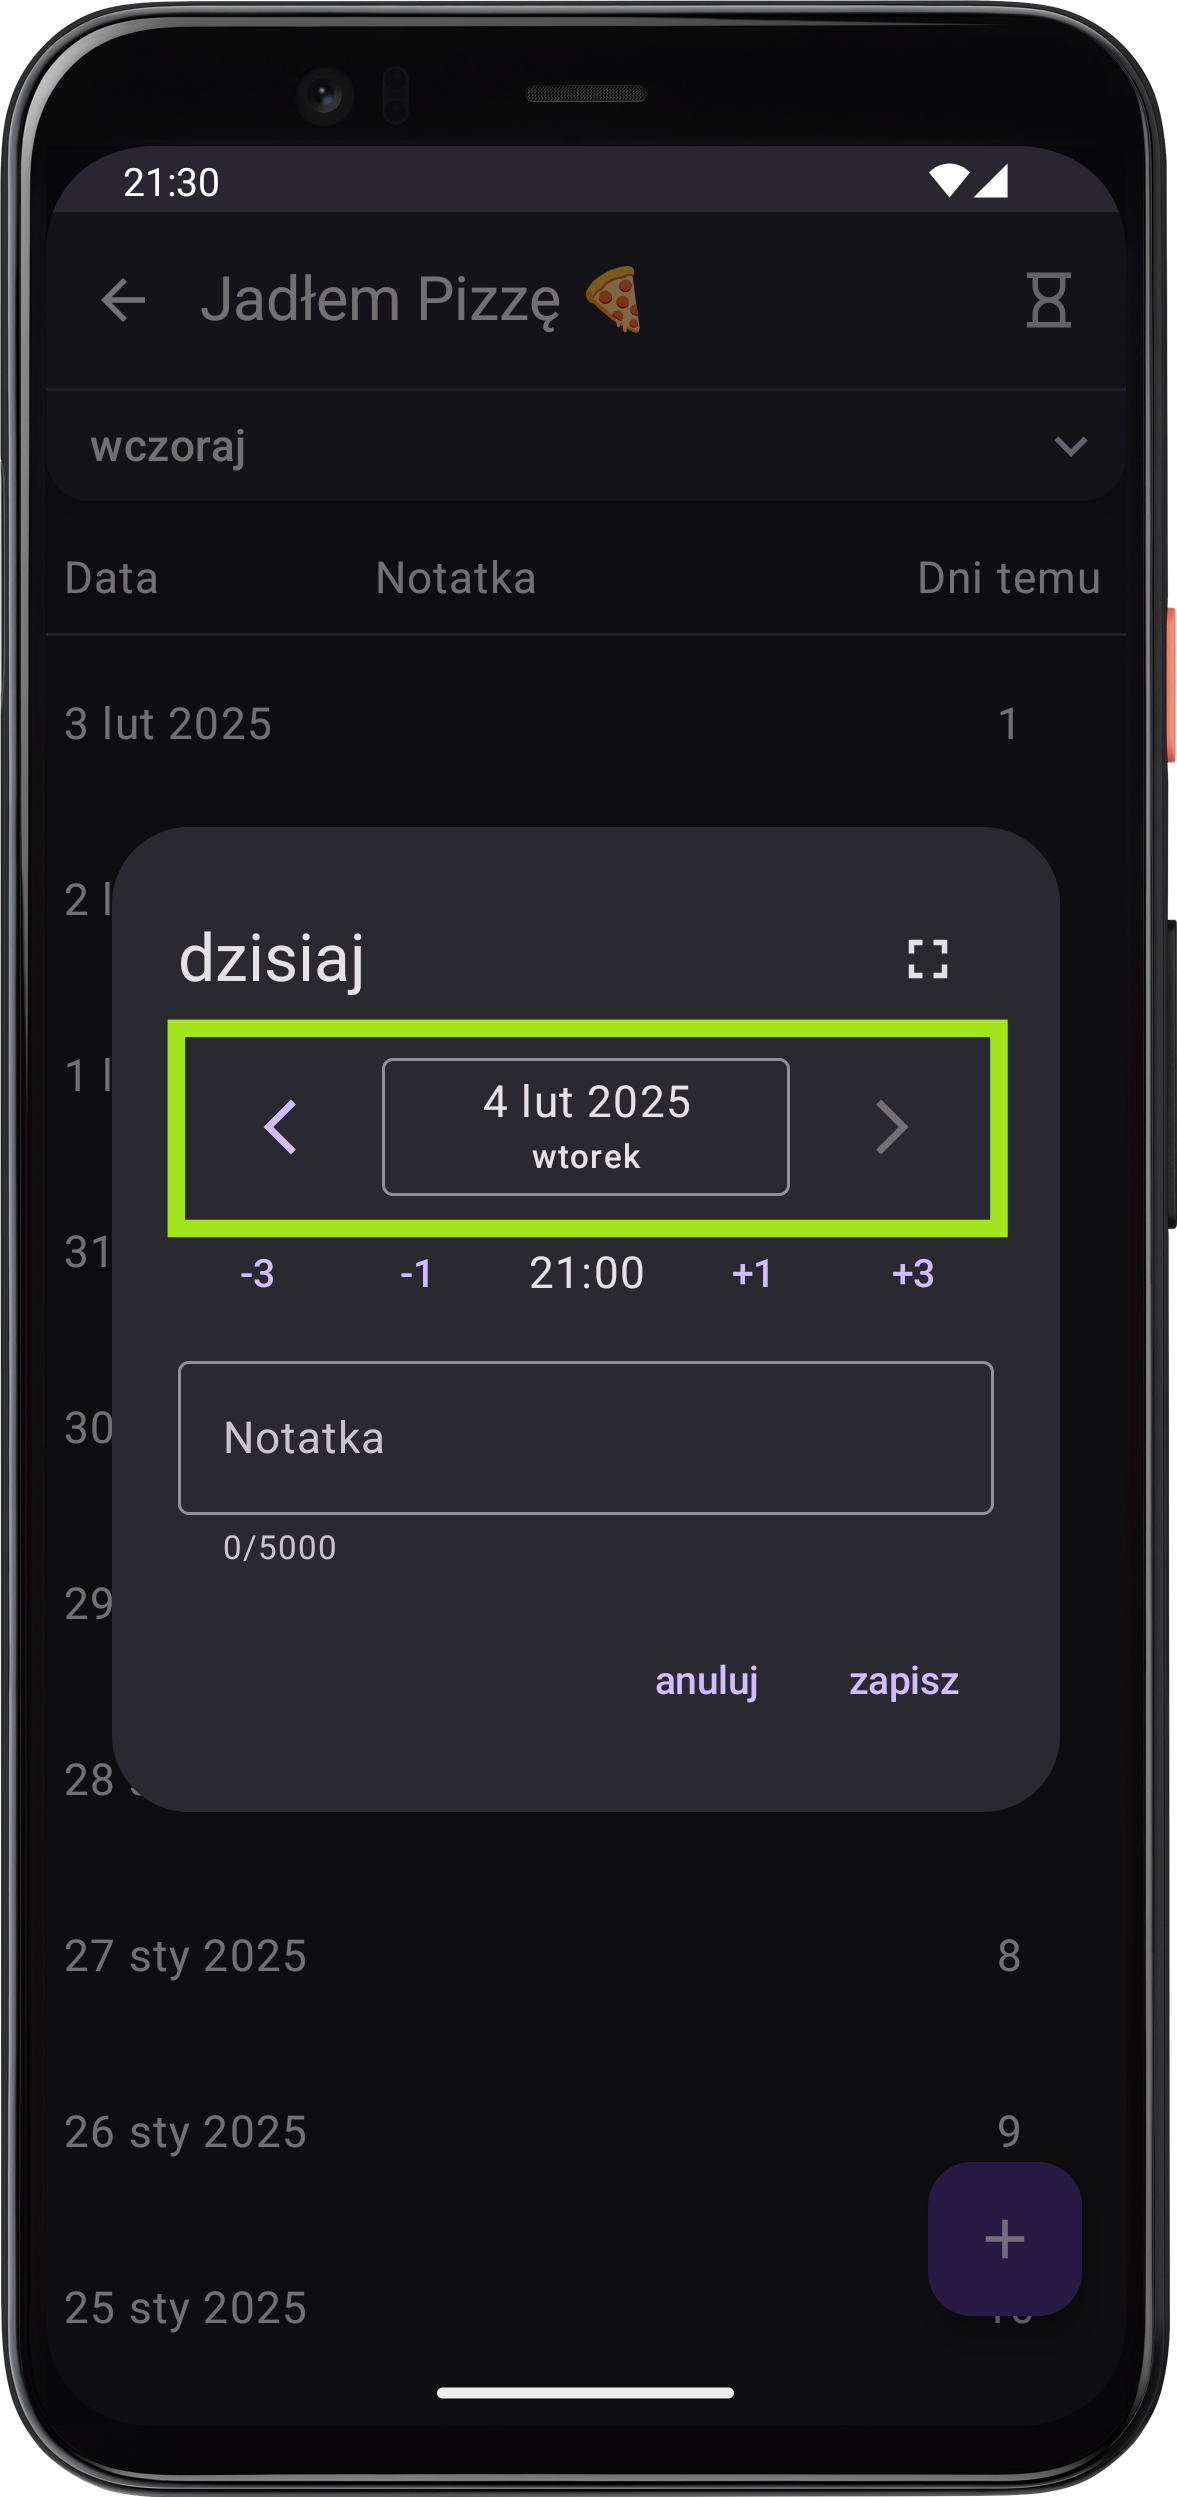 21:30
Jadłem Pizzę 🍕
wczoraj
Data Notatka Dni temu
3 lut 2025 1
2 l
dzisiaj
1 l
4 lut 2025
wtorek
31
-3 -1 21:00 +1 +3
30
Notatka
0/5000
29
anuluj zapisz
28
27 sty 2025 8
26 sty 2025 9
+
25 sty 2025